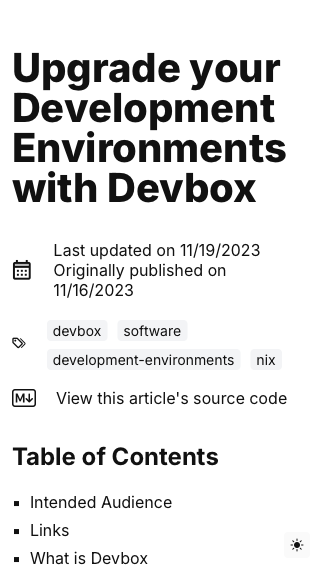 Upgrade your
Development
Environments
with Devbox
Last updated on 11/19/2023
Originally published on
11/16/2023
devbox software
development-environments nix
M↓ View this article's source code
Table of Contents
Intended Audience
Links
What is Devbox